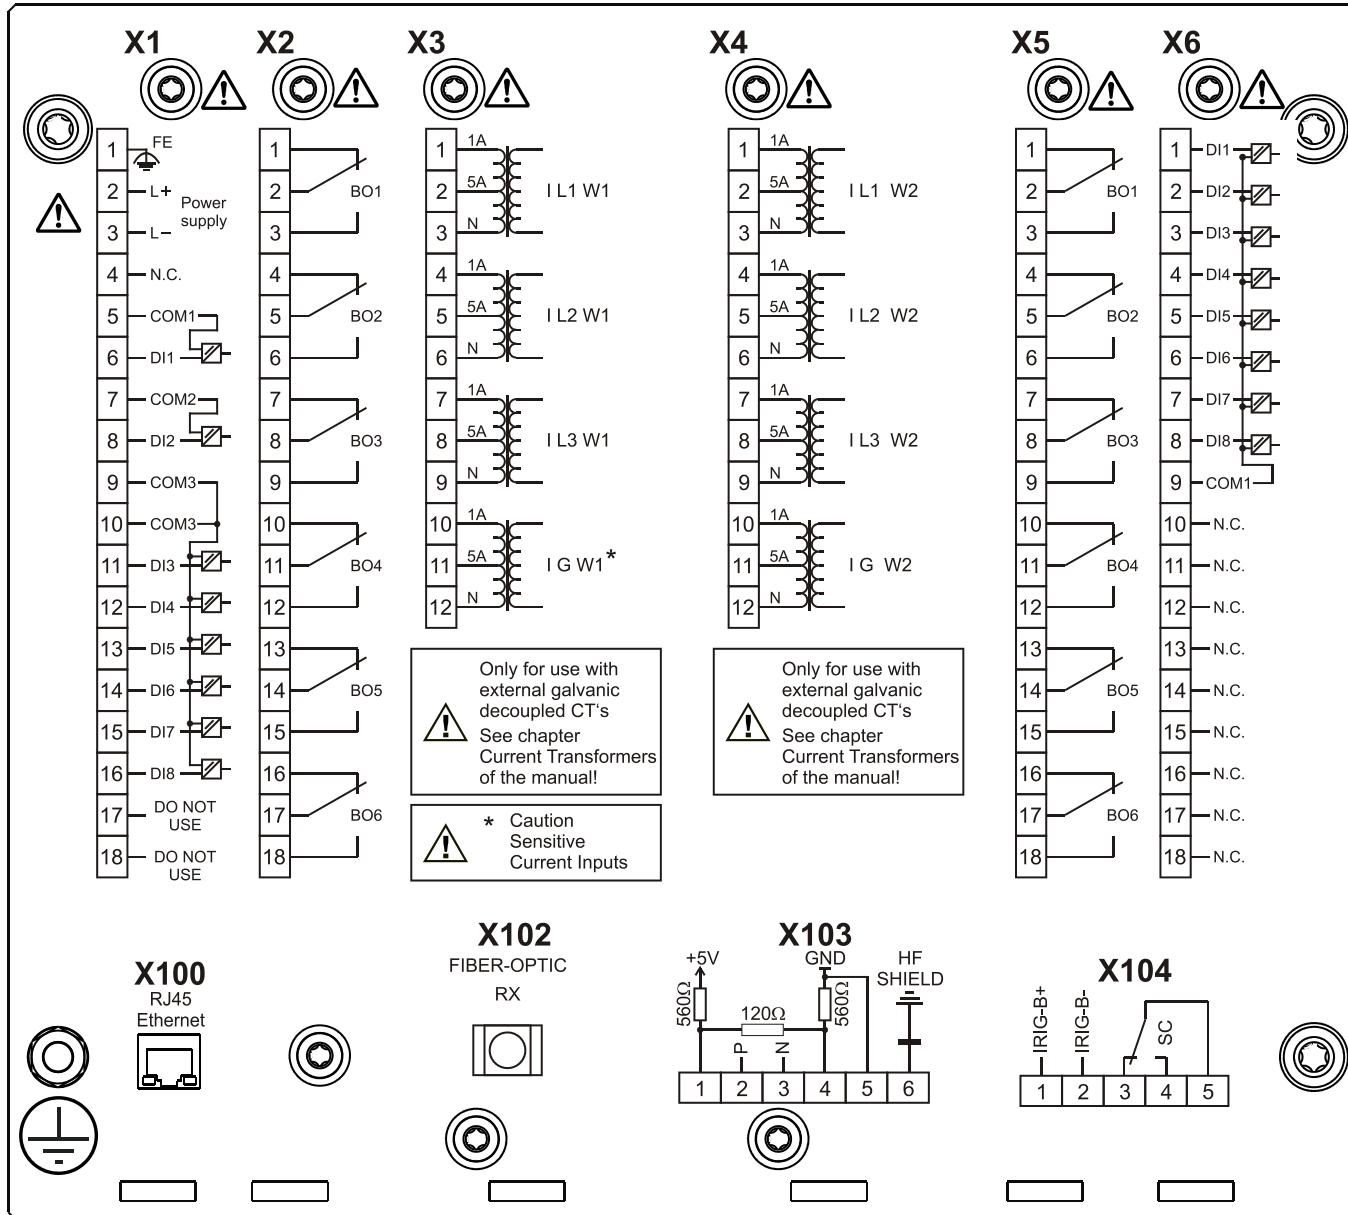 X1 X2 X3 X4 X5 X6
1 FE
2 L+
3 L−
Power
supply
4 N.C.
5 COM1
6 DI1
7 COM2
8 DI2
9 COM3
10 COM3
11 DI3
12 DI4
13 DI5
14 DI6
15 DI7
16 DI8
17 DO NOT
USE
18 DO NOT
USE
1
2 BO1
3
4
5 BO2
6
7
8 BO3
9
10
11 BO4
12
13
14 BO5
15
16
17 BO6
18
1 1A
2 5A I L1 W1
3 N
4 1A
5 5A I L2 W1
6 N
7 1A
8 5A I L3 W1
9 N
10 1A
11 5A I G W1*
12 N
Only for use with
external galvanic
decoupled CT‘s
See chapter
Current Transformers
of the manual!
* Caution
Sensitive
Current Inputs
1 1A
2 5A I L1 W2
3 N
4 1A
5 5A I L2 W2
6 N
7 1A
8 5A I L3 W2
9 N
10 1A
11 5A I G W2
12 N
Only for use with
external galvanic
decoupled CT‘s
See chapter
Current Transformers
of the manual!
1
2 BO1
3
4
5 BO2
6
7
8 BO3
9
10
11 BO4
12
13
14 BO5
15
16
17 BO6
18
1 DI1
2 DI2
3 DI3
4 DI4
5 DI5
6 DI6
7 DI7
8 DI8
9 COM1
10 N.C.
11 N.C.
12 N.C.
13 N.C.
14 N.C.
15 N.C.
16 N.C.
17 N.C.
18 N.C.
X100
RJ45
Ethernet
X102
FIBER-OPTIC
RX
X103
+5V GND HF
SHIELD
560Ω 120Ω 560Ω
P N
1 2 3 4 5 6
X104
IRIG-B+ IRIG-B- SC
1 2 3 4 5